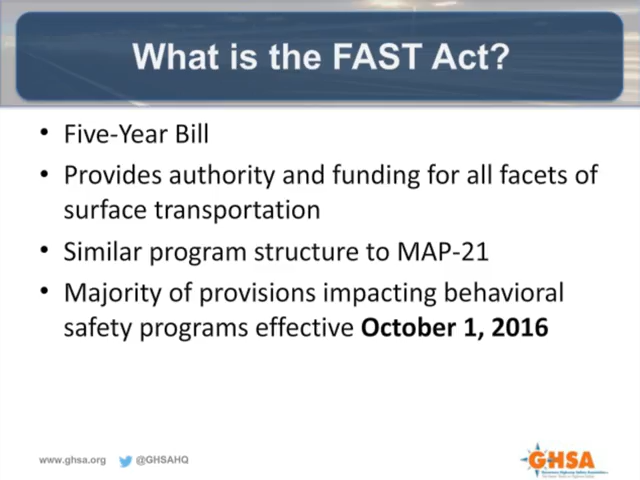 What is the FAST Act?
• Five-Year Bill
• Provides authority and funding for all facets of
surface transportation
• Similar program structure to MAP-21
• Majority of provisions impacting behavioral
safety programs effective October 1, 2016
www.ghsa.org @GHSAHQ
GHSA